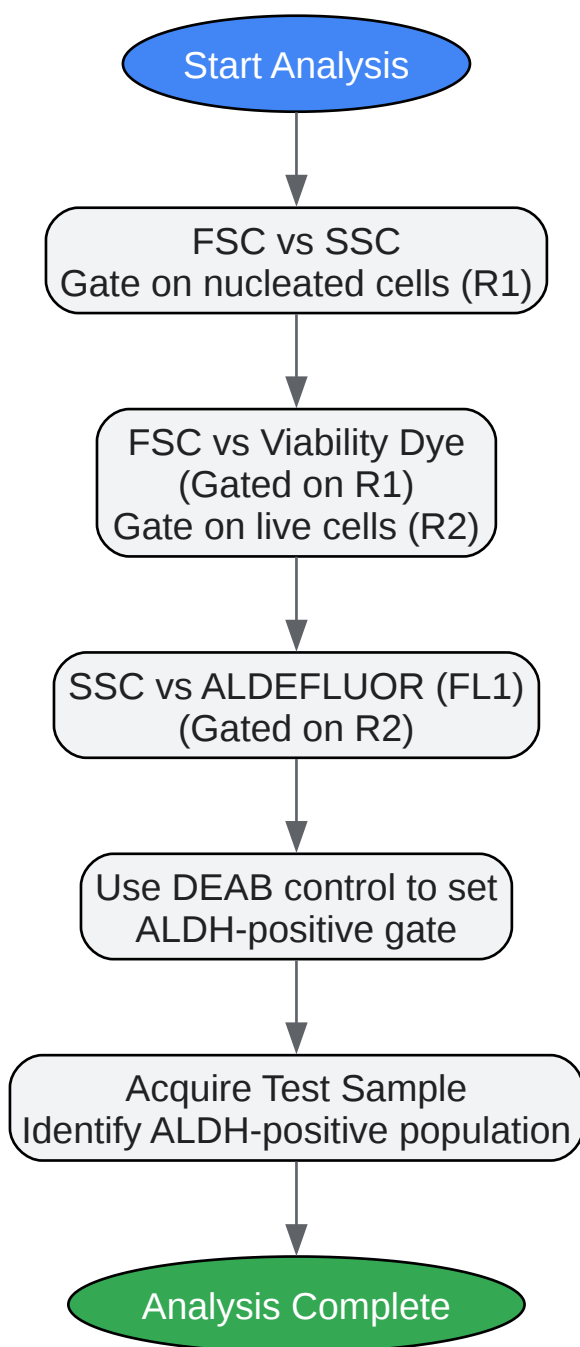 Start Analysis
FSC vs SSC
Gate on nucleated cells (R1)
FSC vs Viability Dye
(Gated on R1)
Gate on live cells (R2)
SSC vs ALDEFLUOR (FL1)
(Gated on R2)
Use DEAB control to set
ALDH-positive gate
Acquire Test Sample
Identify ALDH-positive population
Analysis Complete